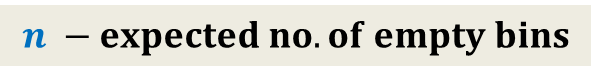 n – expected no. of empty bins